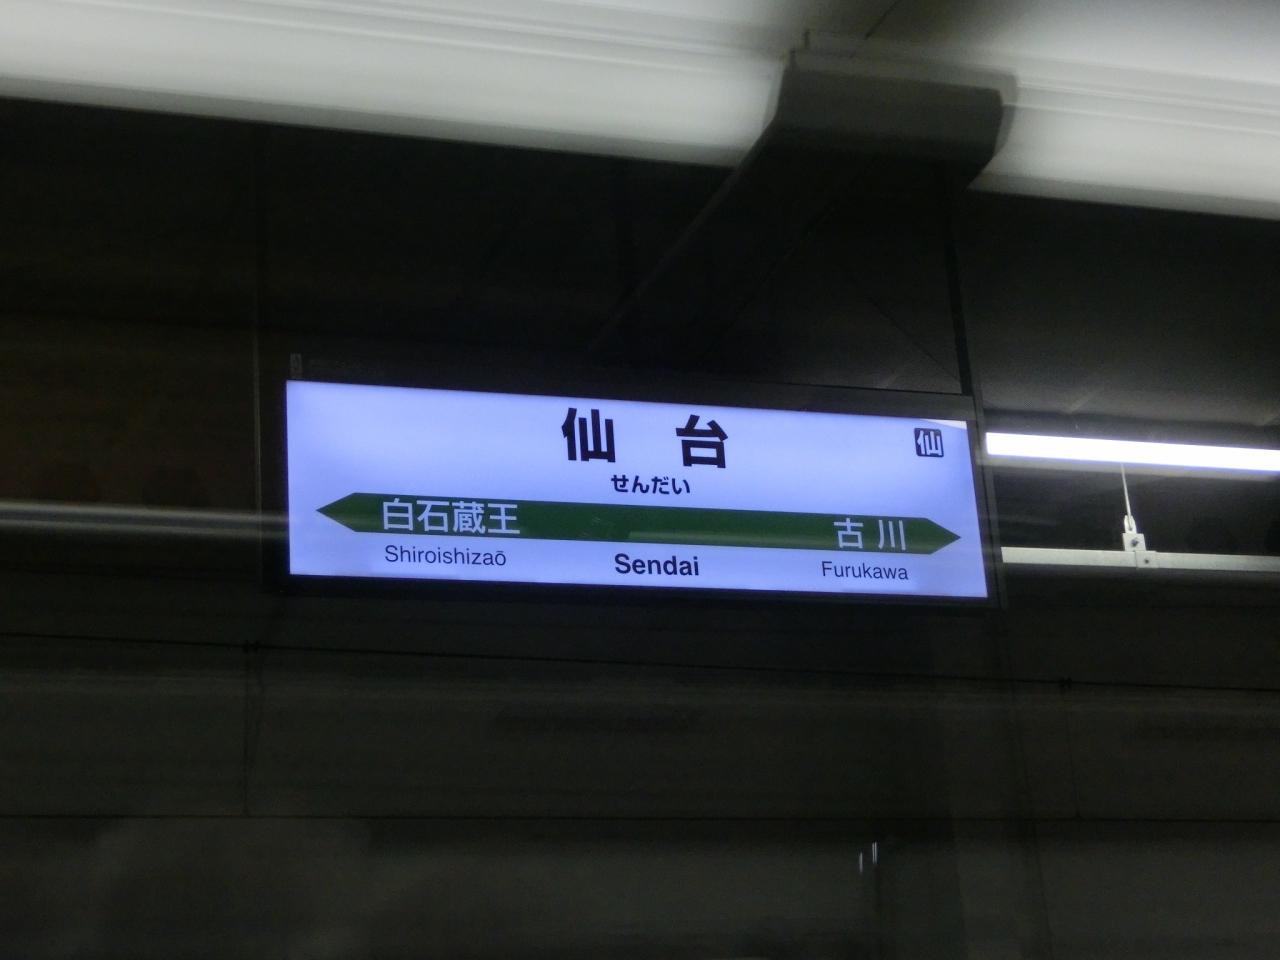 仙台
仙
せんだい
白石蔵王
古川
Shiroishizaō
Sendai
Furukawa